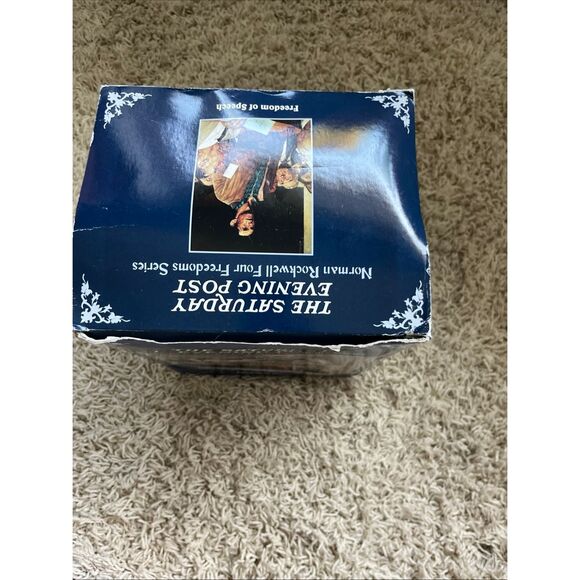 THE SATURDAY
EVENING POST
Norman Rockwell Four Freedoms Series
Freedom of Speech